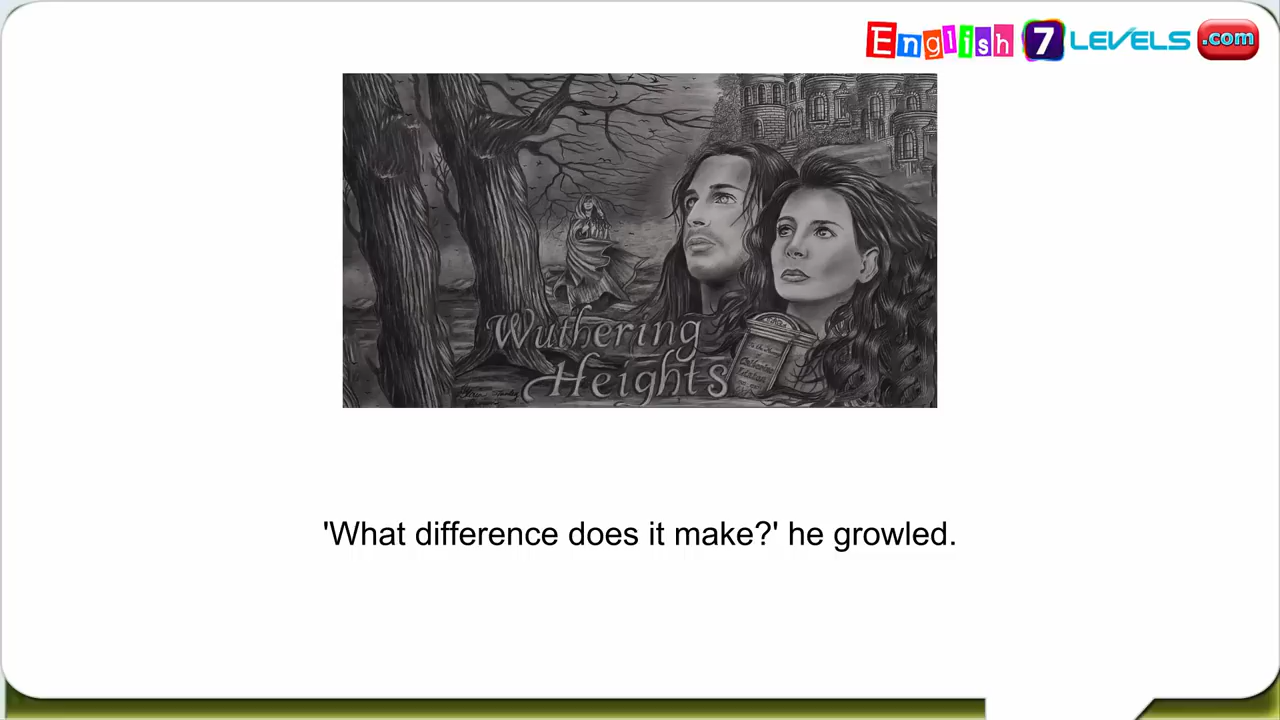 English 7 LEVELS .com
Wuthering
Heights
'What difference does it make?' he growled.